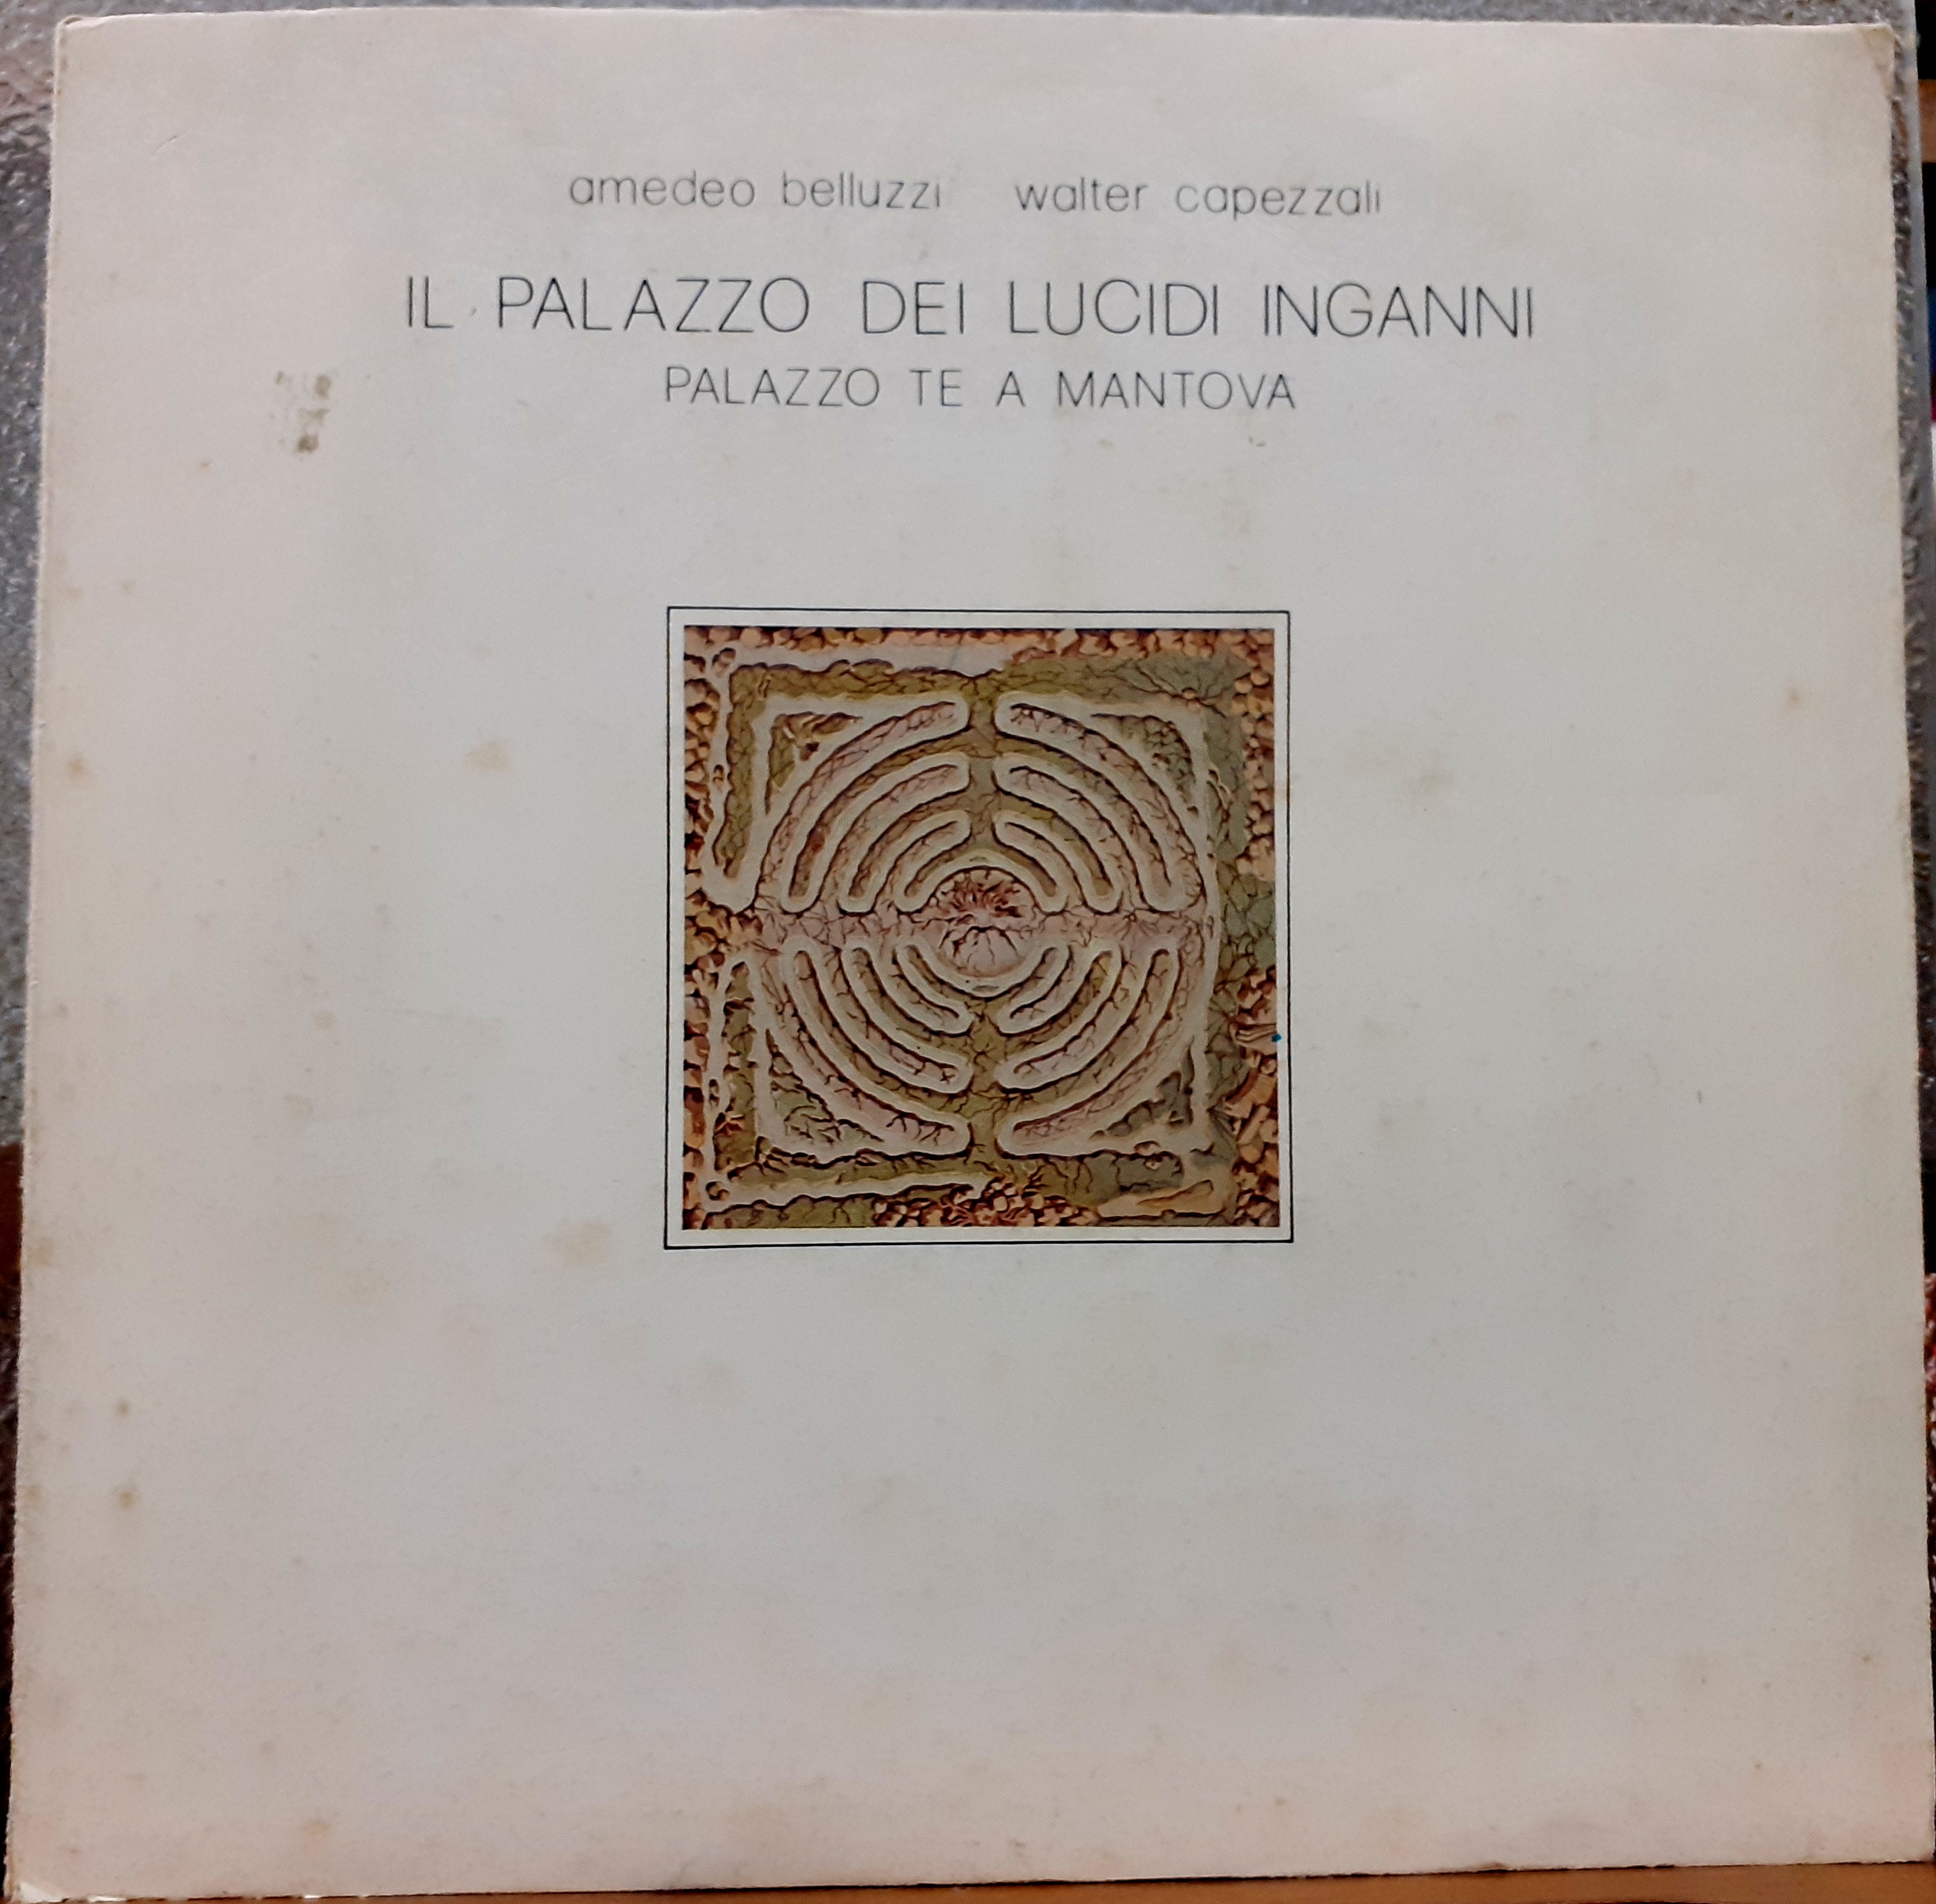 amedeo belluzzi walter capezzali
IL PALAZZO DEI LUCIDI INGANNI
PALAZZO TE A MANTOVA